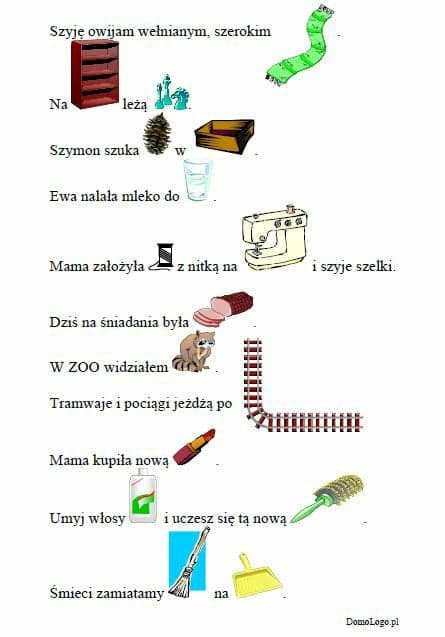 Szyję owijam wełnianym, szerokim .
Na leżą .
Szymon szuka w .
Ewa nalała mleko do .
Mama założyła z nitką na i szyje szelki.
Dziś na śniadania była .
W ZOO widziałem .
Tramwaje i pociągi jeżdżą po
Mama kupiła nową .
Umyj włosy i uczesz się tą nową .
Śmieci zamiatamy na .
DomoLogo.pl